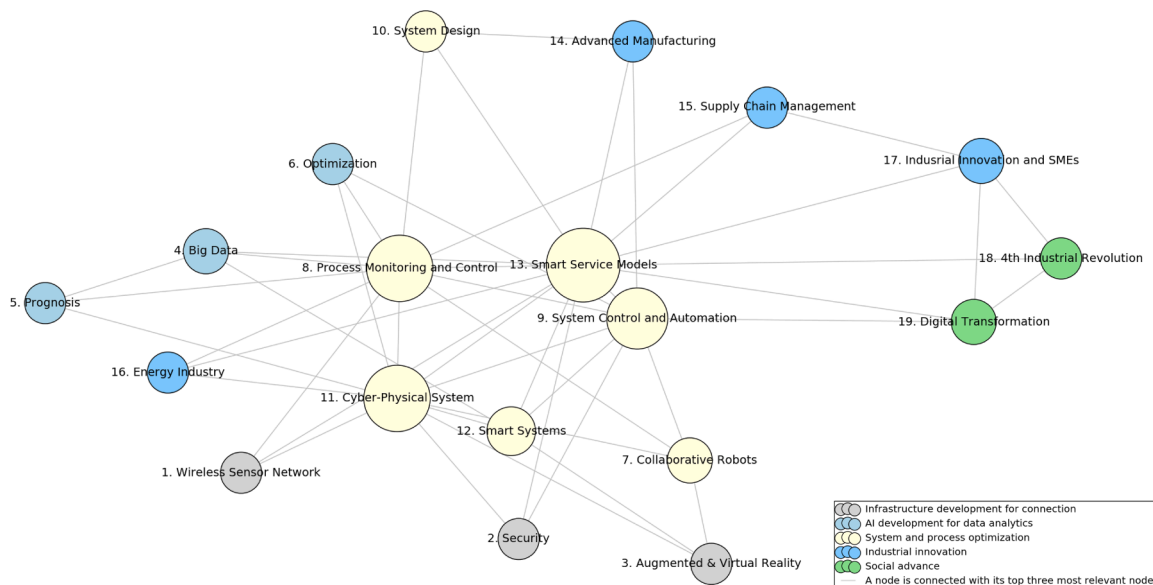 10. System Design
14. Advanced Manufacturing
15. Supply Chain Management
6. Optimization
17. Indusrial Innovation and SMEs
4. Big Data
8. Process Monitoring and Control
13. Smart Service Models
18. 4th Industrial Revolution
5. Prognosis
9. System Control and Automation
19. Digital Transformation
16. Energy Industry
11. Cyber-Physical System
12. Smart Systems
7. Collaborative Robots
1. Wireless Sensor Network
2. Security
3. Augmented & Virtual Reality
Infrastructure development for connection
AI development for data analytics
System and process optimization
Industrial innovation
Social advance
A node is connected with its top three most relevant node